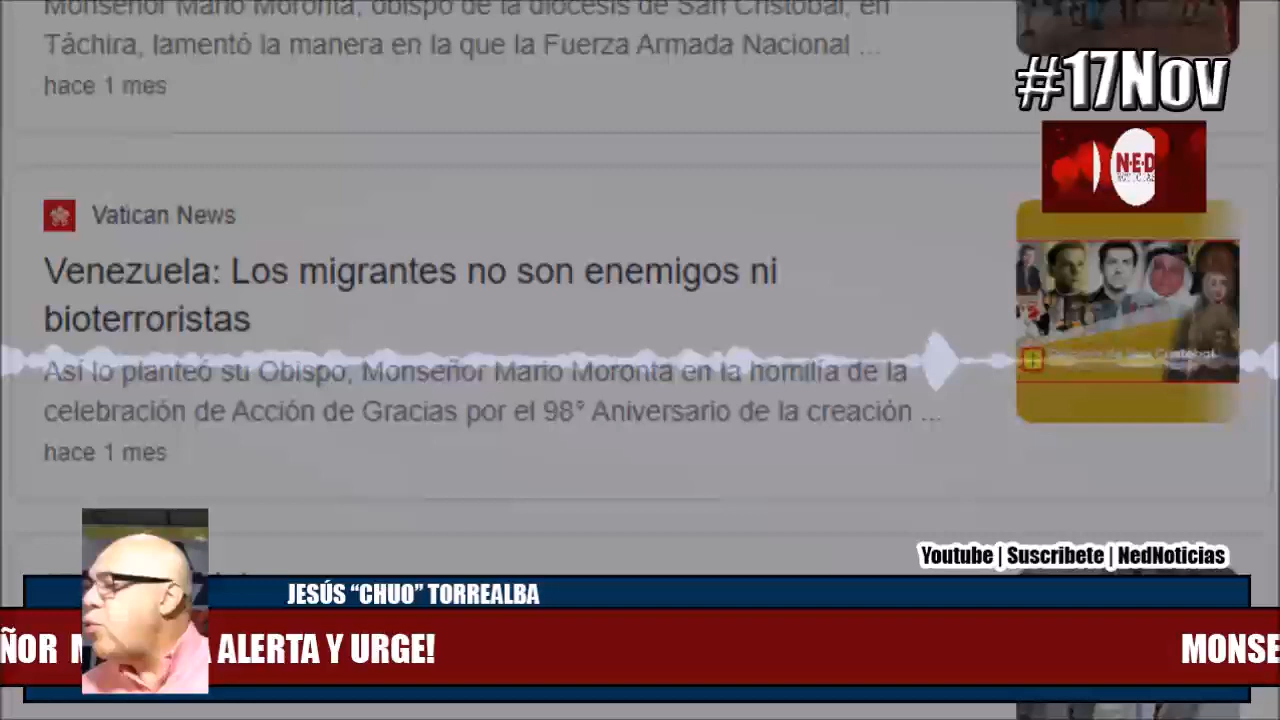 Monseñor Mario Moronta, obispo de la diócesis de San Cristóbal, en
Táchira, lamentó la manera en la que la Fuerza Armada Nacional ...
hace 1 mes
#17Nov
N·E·D
NOTICIAS
Vatican News
Venezuela: Los migrantes no son enemigos ni
bioterroristas
Así lo planteó su Obispo, Monseñor Mario Moronta en la homilía de la
celebración de Acción de Gracias por el 98° Aniversario de la creación ...
hace 1 mes
Youtube | Suscribete | NedNoticias
JESÚS “CHUO” TORREALBA
ÑOR M A ALERTA Y URGE! MONSE